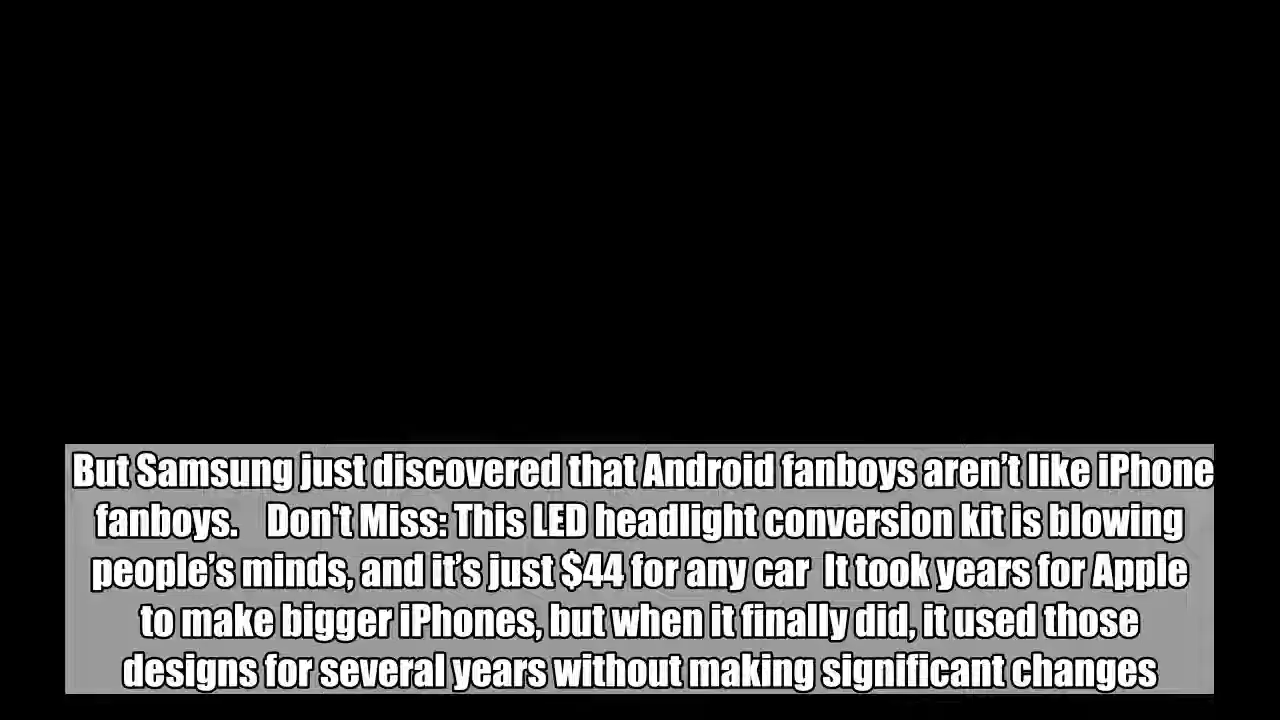 But Samsung just discovered that Android fanboys aren’t like iPhone
fanboys.    Don't Miss: This LED headlight conversion kit is blowing
people’s minds, and it’s just $44 for any car  It took years for Apple
to make bigger iPhones, but when it finally did, it used those
designs for several years without making significant changes